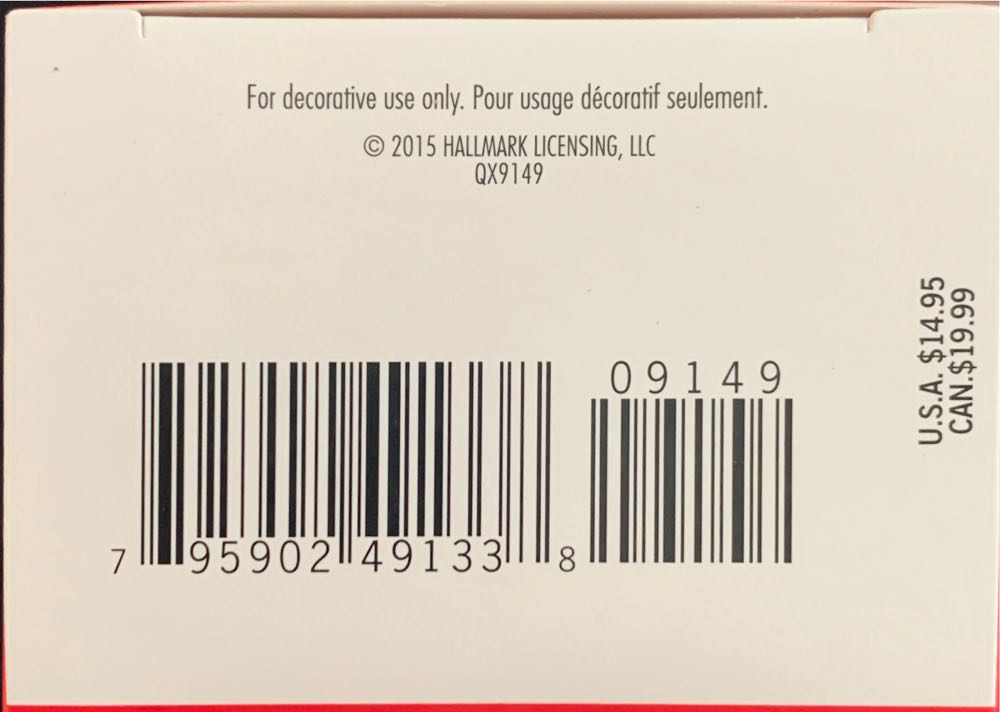 For decorative use only. Pour usage décoratif seulement.
© 2015 HALLMARK LICENSING, LLC
QX9149
U.S.A. $14.95
CAN.$19.99
09149
7 95902 49133 8